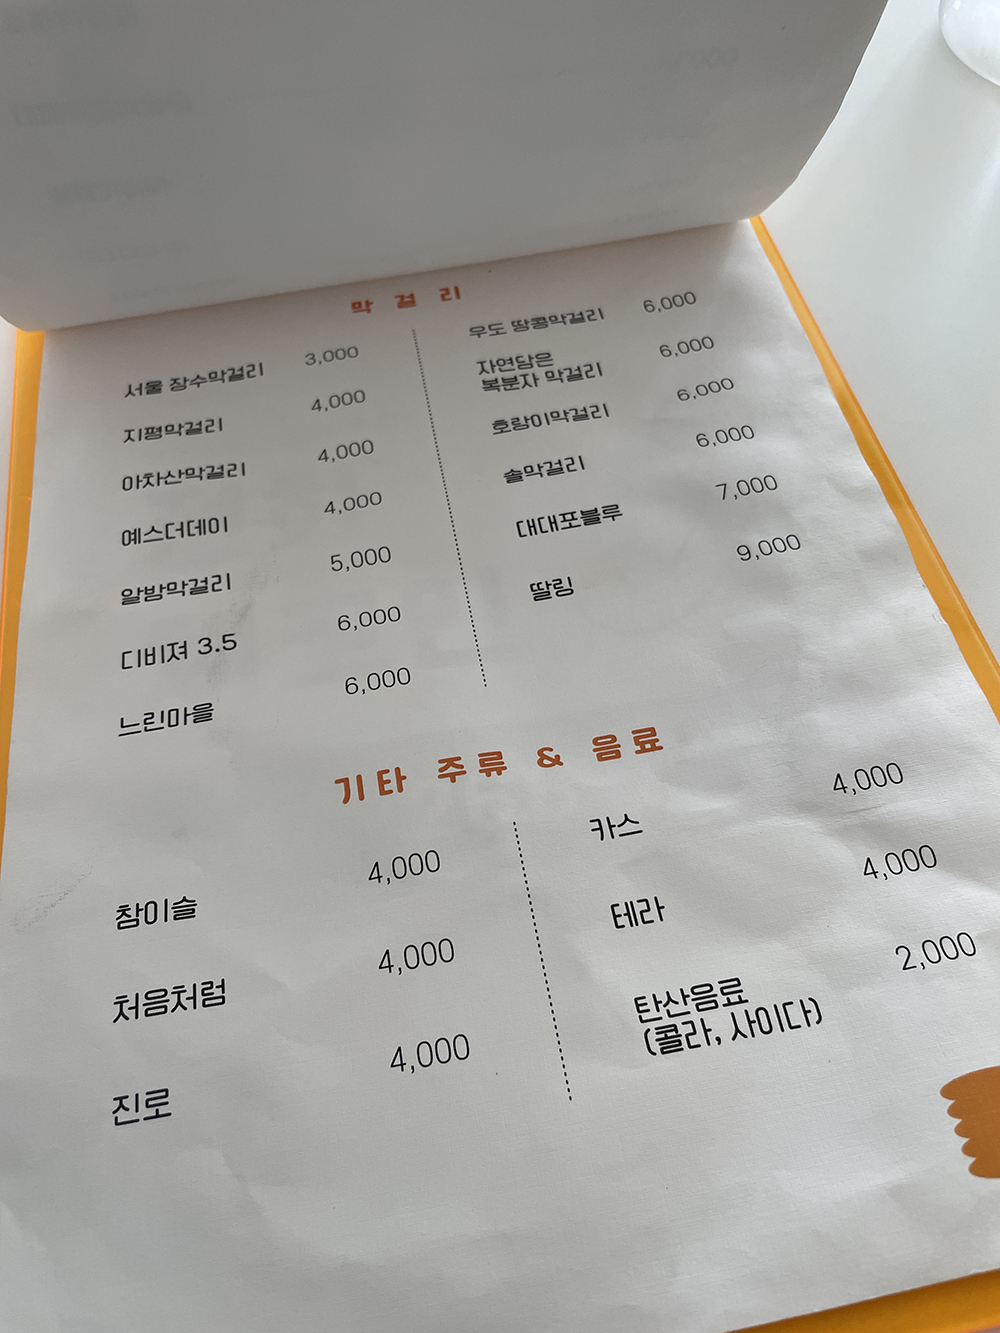 막걸리
서울 장수막걸리 3,000
지평막걸리 4,000
아차산막걸리 4,000
예스더데이 4,000
알밤막걸리 5,000
디비져 3.5 6,000
느린마을 6,000
우도 땅콩막걸리 6,000
자연담은
복분자 막걸리 6,000
호랑이막걸리 6,000
솔막걸리 6,000
대대포블루 7,000
딸링 9,000
기타 주류 & 음료
참이슬 4,000
처음처럼 4,000
진로 4,000
카스 4,000
테라 4,000
탄산음료 2,000
(콜라, 사이다)